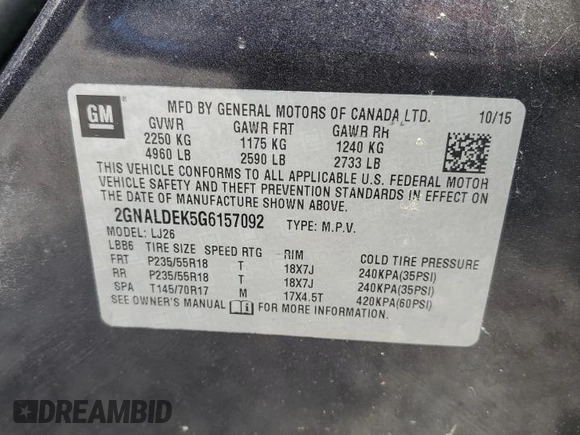 GM
MFD BY GENERAL MOTORS OF CANADA LTD. 10/15
GVWR GAWR FRT GAWR RR
2250 KG 1175 KG 1240 KG
4960 LB 2590 LB 2733 LB
THIS VEHICLE CONFORMS TO ALL APPLICABLE U.S. FEDERAL MOTOR
VEHICLE SAFETY AND THEFT PREVENTION STANDARDS IN EFFECT ON
THE DATE OF MANUFACTURE SHOWN ABOVE.
2GNALDEK5G6157092 TYPE: M.P.V.
MODEL: LJ26
LBB6 TIRE SIZE SPEED RTG RIM COLD TIRE PRESSURE
FRT P235/55R18 T 18X7J 240KPA(35PSI)
RR P235/55R18 T 18X7J 240KPA(35PSI)
SPA T145/70R17 M 17X4.5T 420KPA(60PSI)
SEE OWNER'S MANUAL FOR MORE INFORMATION.
DREAMBID